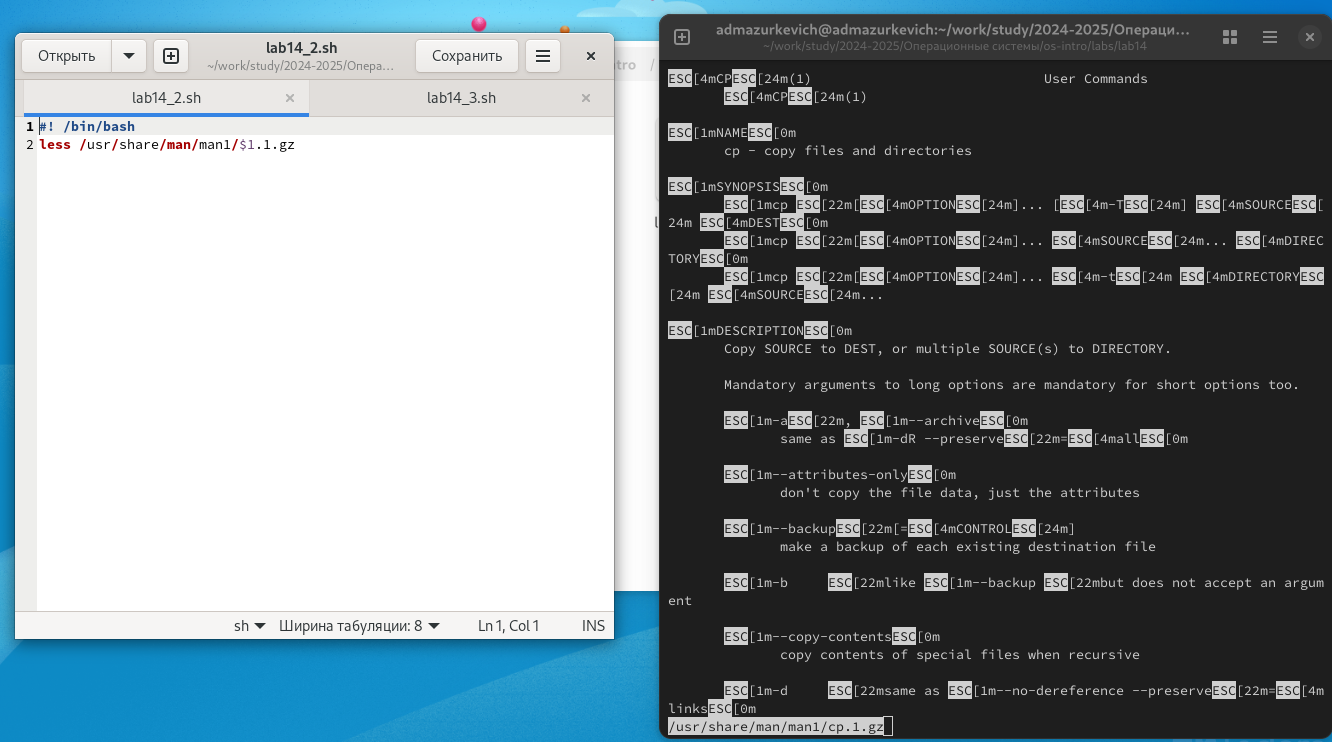 Открыть
lab14_2.sh
~/work/study/2024-2025/Опера…
Сохранить
lab14_2.sh
lab14_3.sh
1 #! /bin/bash
2 less /usr/share/man/man1/$1.1.gz
sh
Ширина табуляции: 8
Ln 1, Col 1
INS
tro /
admazurkevich@admazurkevich:~/work/study/2024-2025/Операци…
~/work/study/2024-2025/Операционные системы/os-intro/labs/lab14
ESC[4mCPESC[24m(1) User Commands
ESC[4mCPESC[24m(1)
ESC[1mNAMEESC[0m
cp - copy files and directories
ESC[1mSYNOPSISESC[0m
ESC[1mcp ESC[22m[ESC[4mOPTIONESC[24m]... [ESC[4m-TESC[24m] ESC[4mSOURCEESC[
24m ESC[4mDESTESC[0m
ESC[1mcp ESC[22m[ESC[4mOPTIONESC[24m]... ESC[4mSOURCEESC[24m... ESC[4mDIREC
TORYESC[0m
ESC[1mcp ESC[22m[ESC[4mOPTIONESC[24m]... ESC[4m-tESC[24m ESC[4mDIRECTORYESC
[24m ESC[4mSOURCEESC[24m...
ESC[1mDESCRIPTIONESC[0m
Copy SOURCE to DEST, or multiple SOURCE(s) to DIRECTORY.
Mandatory arguments to long options are mandatory for short options too.
ESC[1m-aESC[22m, ESC[1m--archiveESC[0m
same as ESC[1m-dR --preserveESC[22m=ESC[4mallESC[0m
ESC[1m--attributes-onlyESC[0m
don't copy the file data, just the attributes
ESC[1m--backupESC[22m[=ESC[4mCONTROLESC[24m]
make a backup of each existing destination file
ESC[1m-b ESC[22mlike ESC[1m--backup ESC[22mbut does not accept an argum
ent
ESC[1m--copy-contentsESC[0m
copy contents of special files when recursive
ESC[1m-d ESC[22msame as ESC[1m--no-dereference --preserveESC[22m=ESC[4m
linksESC[0m
/usr/share/man/man1/cp.1.gz